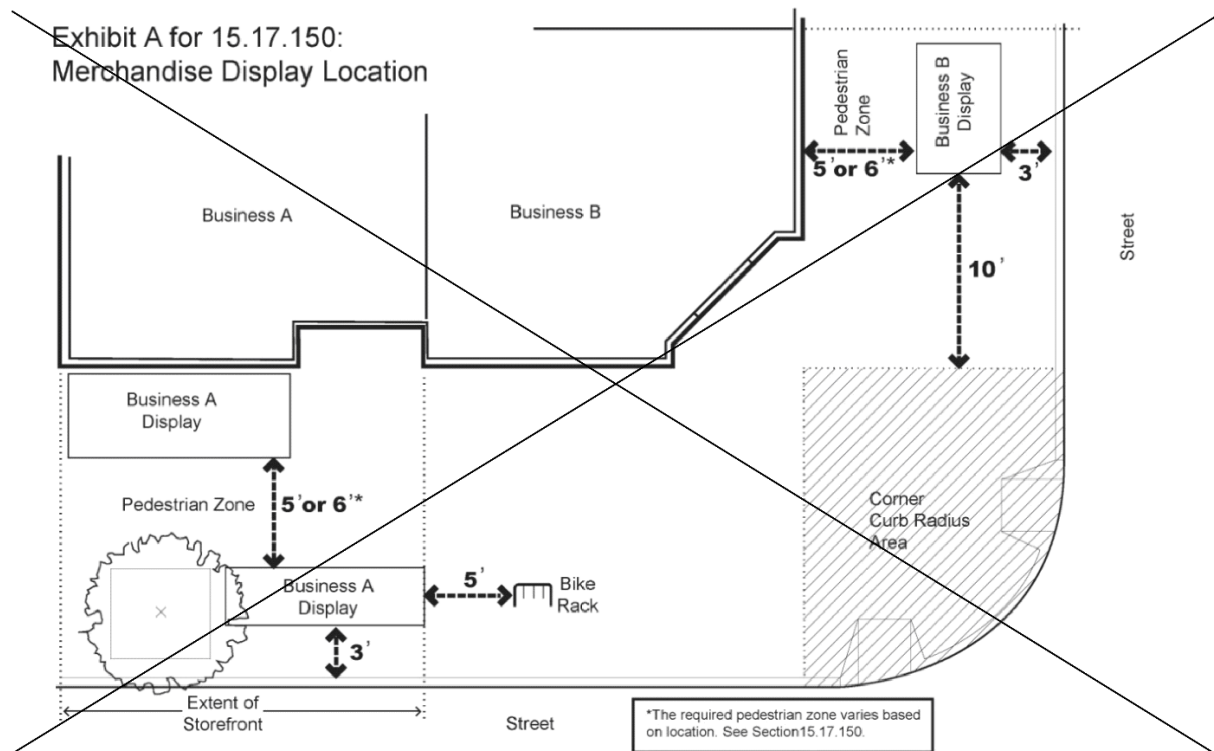 Exhibit A for 15.17.150:
Merchandise Display Location
Pedestrian
Zone
Business B
Display
5'or 6'*
3'
Business A
Business B
Street
10'
Business A
Display
Pedestrian Zone
5'or 6'*
Corner
Curb Radius
Area
Business A
Display
5'
Bike
Rack
3'
Extent of
Storefront
Street
*The required pedestrian zone varies based
on location. See Section15.17.150.